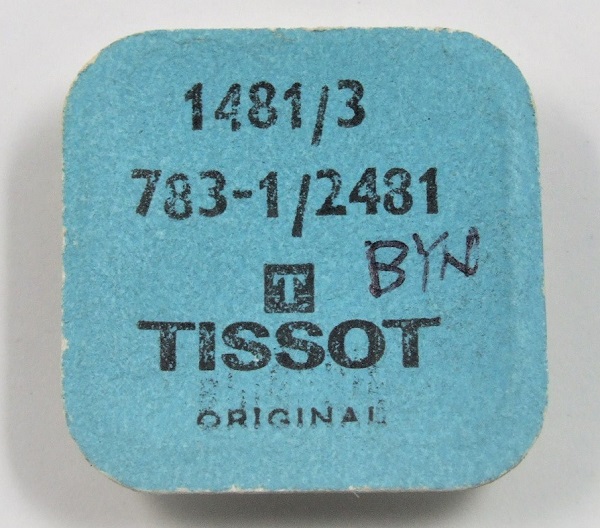 1481/3
783-1/2481
BYN
T
TISSOT
ORIGINAL